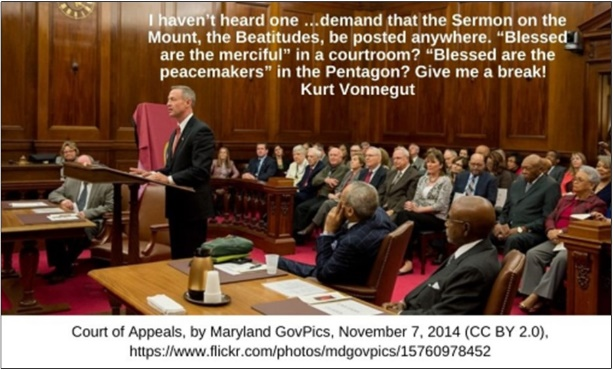 I haven't heard one ...demand that the Sermon on the
Mount, the Beatitudes, be posted anywhere. “Blessed
are the merciful” in a courtroom? “Blessed are the
peacemakers” in the Pentagon? Give me a break!
Kurt Vonnegut
Court of Appeals, by Maryland GovPics, November 7, 2014 (CC BY 2.0),
https://www.flickr.com/photos/mdgovpics/15760978452